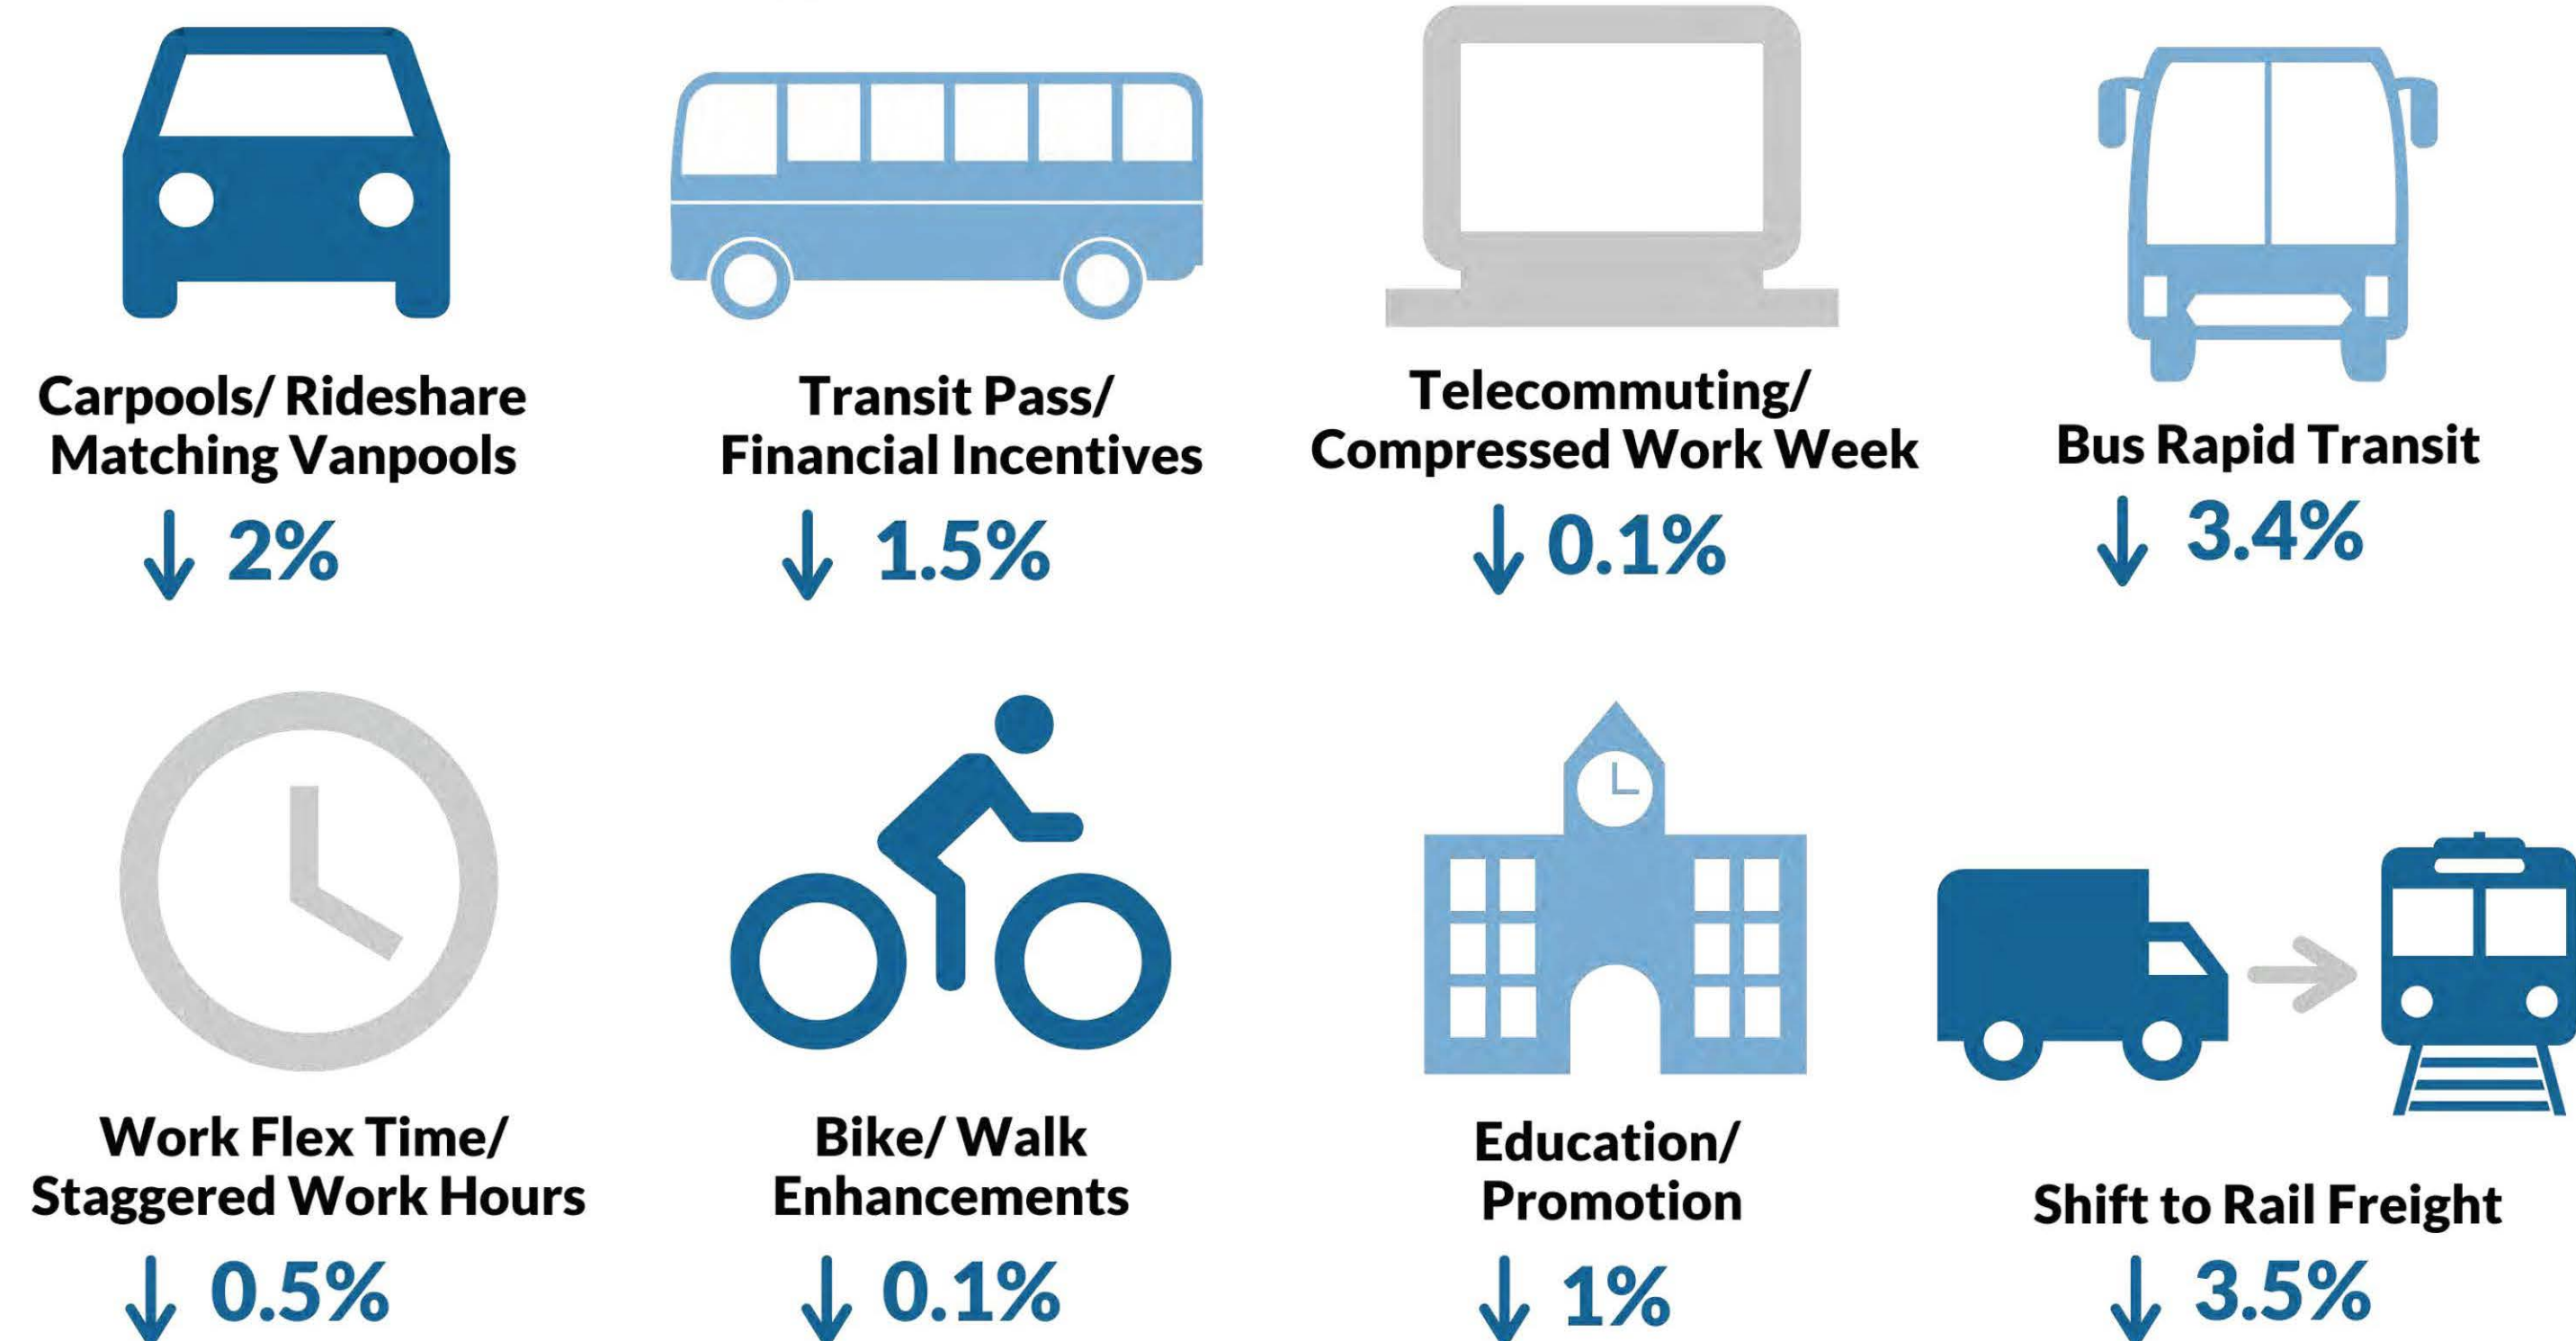 Carpools/ Rideshare
Matching Vanpools
↓ 2%
Transit Pass/
Financial Incentives
↓ 1.5%
Telecommuting/
Compressed Work Week
↓ 0.1%
Bus Rapid Transit
↓ 3.4%
Work Flex Time/
Staggered Work Hours
↓ 0.5%
Bike/ Walk
Enhancements
↓ 0.1%
Education/
Promotion
↓ 1%
Shift to Rail Freight
↓ 3.5%